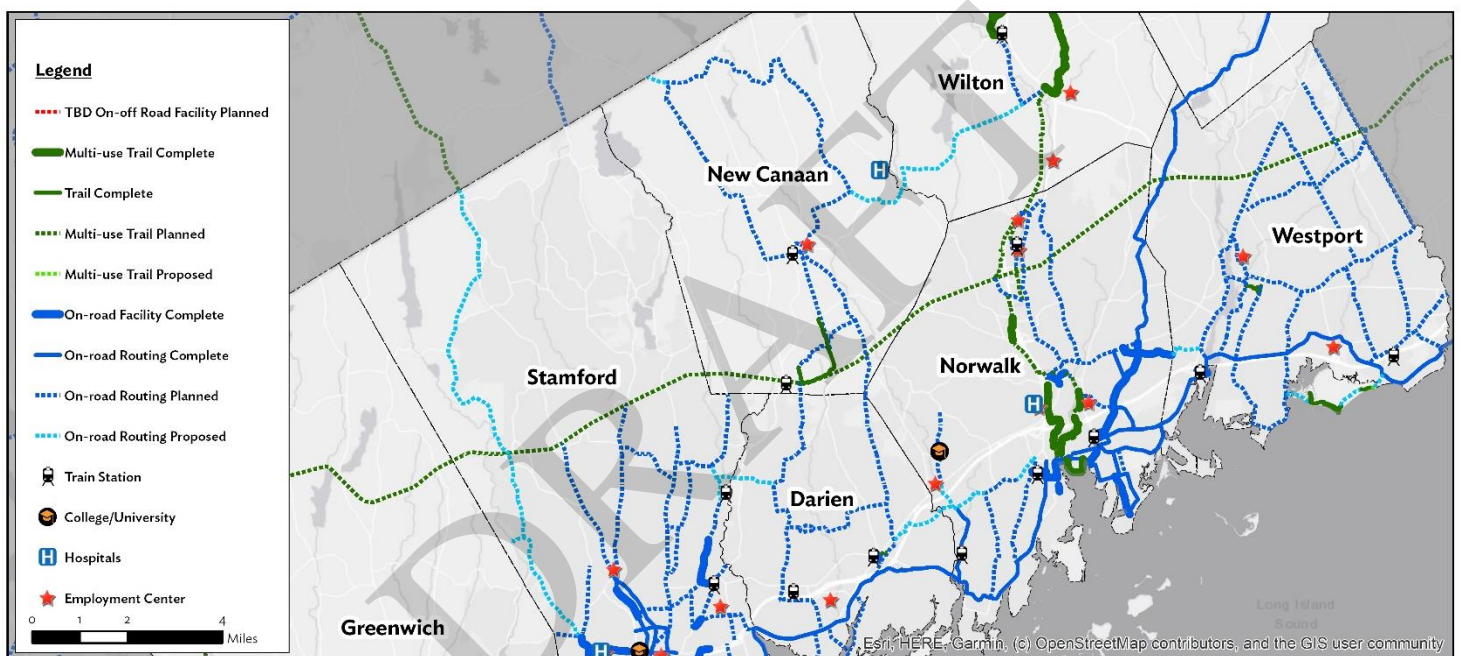 Legend
TBD On-off Road Facility Planned
Multi-use Trail Complete
Trail Complete
Multi-use Trail Planned
Multi-use Trail Proposed
On-road Facility Complete
On-road Routing Complete
On-road Routing Planned
On-road Routing Proposed
Train Station
College/University
H Hospitals
Employment Center
0 1 2 4
Miles
DRAFT
Wilton
New Canaan
H
Westport
Norwalk
Stamford
H
Darien
Greenwich
H
Long Island
Sound
Esri, HERE, Garmin, (c) OpenStreetMap contributors, and the GIS user community